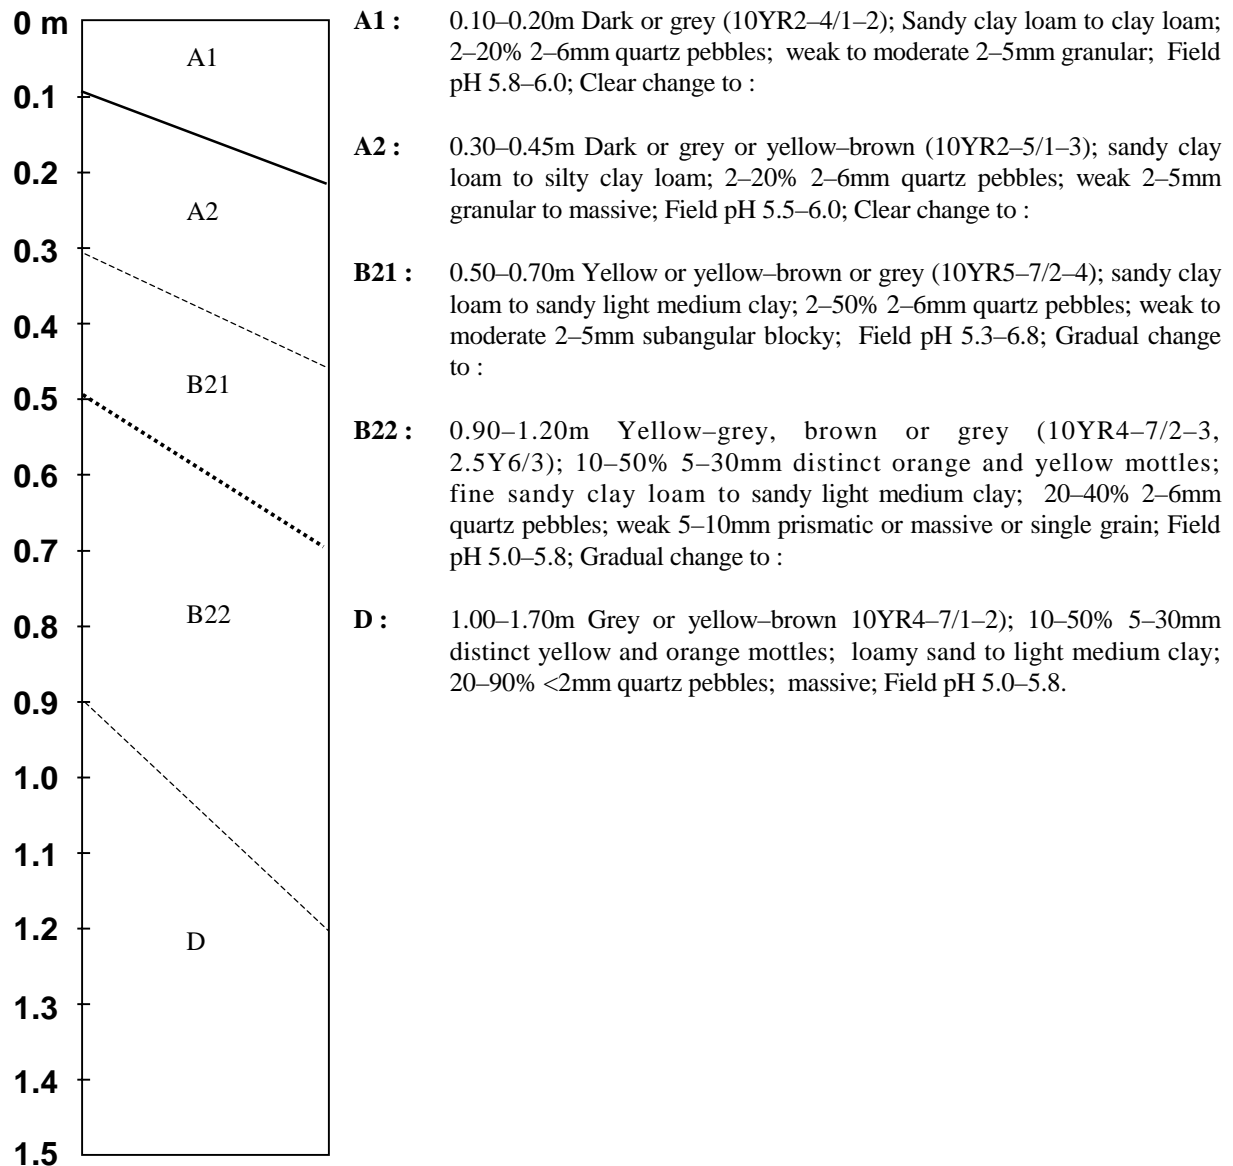 0 m
0.1
0.2
0.3
0.4
0.5
0.6
0.7
0.8
0.9
1.0
1.1
1.2
1.3
1.4
1.5
A1
A2
B21
B22
D
A1 : 0.10–0.20m Dark or grey (10YR2–4/1–2); Sandy clay loam to clay loam;
2–20% 2–6mm quartz pebbles; weak to moderate 2–5mm granular; Field
pH 5.8–6.0; Clear change to :
A2 : 0.30–0.45m Dark or grey or yellow–brown (10YR2–5/1–3); sandy clay
loam to silty clay loam; 2–20% 2–6mm quartz pebbles; weak 2–5mm
granular to massive; Field pH 5.5–6.0; Clear change to :
B21 : 0.50–0.70m Yellow or yellow–brown or grey (10YR5–7/2–4); sandy clay
loam to sandy light medium clay; 2–50% 2–6mm quartz pebbles; weak to
moderate 2–5mm subangular blocky; Field pH 5.3–6.8; Gradual change
to :
B22 : 0.90–1.20m Yellow–grey, brown or grey (10YR4–7/2–3,
2.5Y6/3); 10–50% 5–30mm distinct orange and yellow mottles;
fine sandy clay loam to sandy light medium clay; 20–40% 2–6mm
quartz pebbles; weak 5–10mm prismatic or massive or single grain; Field
pH 5.0–5.8; Gradual change to :
D : 1.00–1.70m Grey or yellow–brown 10YR4–7/1–2); 10–50% 5–30mm
distinct yellow and orange mottles; loamy sand to light medium clay;
20–90% <2mm quartz pebbles; massive; Field pH 5.0–5.8.